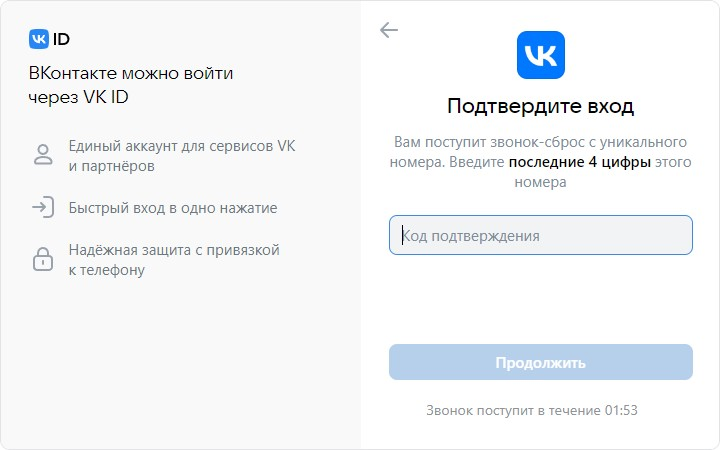 VK ID
ВКонтакте можно войти
через VK ID
Единый аккаунт для сервисов VK
и партнёров
Быстрый вход в одно нажатие
Надёжная защита с привязкой
к телефону
Подтвердите вход
Вам поступит звонок-сброс с уникального
номера. Введите последние 4 цифры этого
номера
Код подтверждения
Продолжить
Звонок поступит в течение 01:53